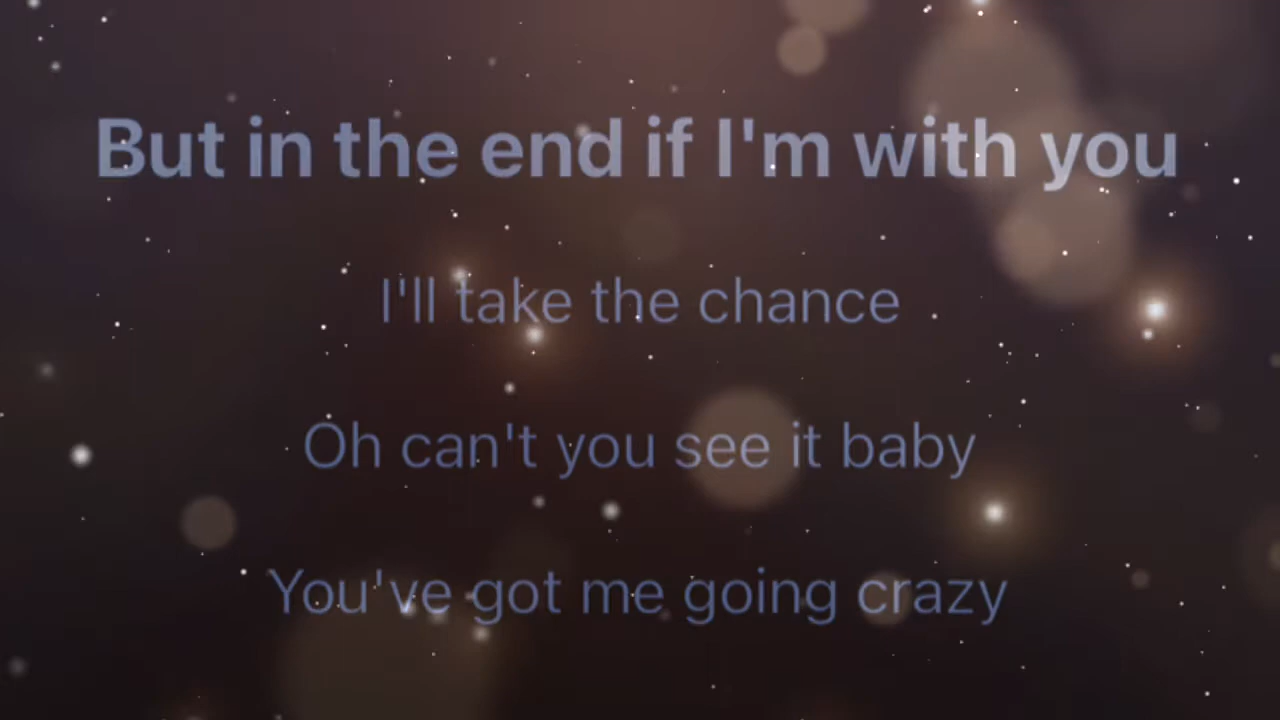 But in the end if I'm with you
I'll take the chance
Oh can't you see it baby
You've got me going crazy